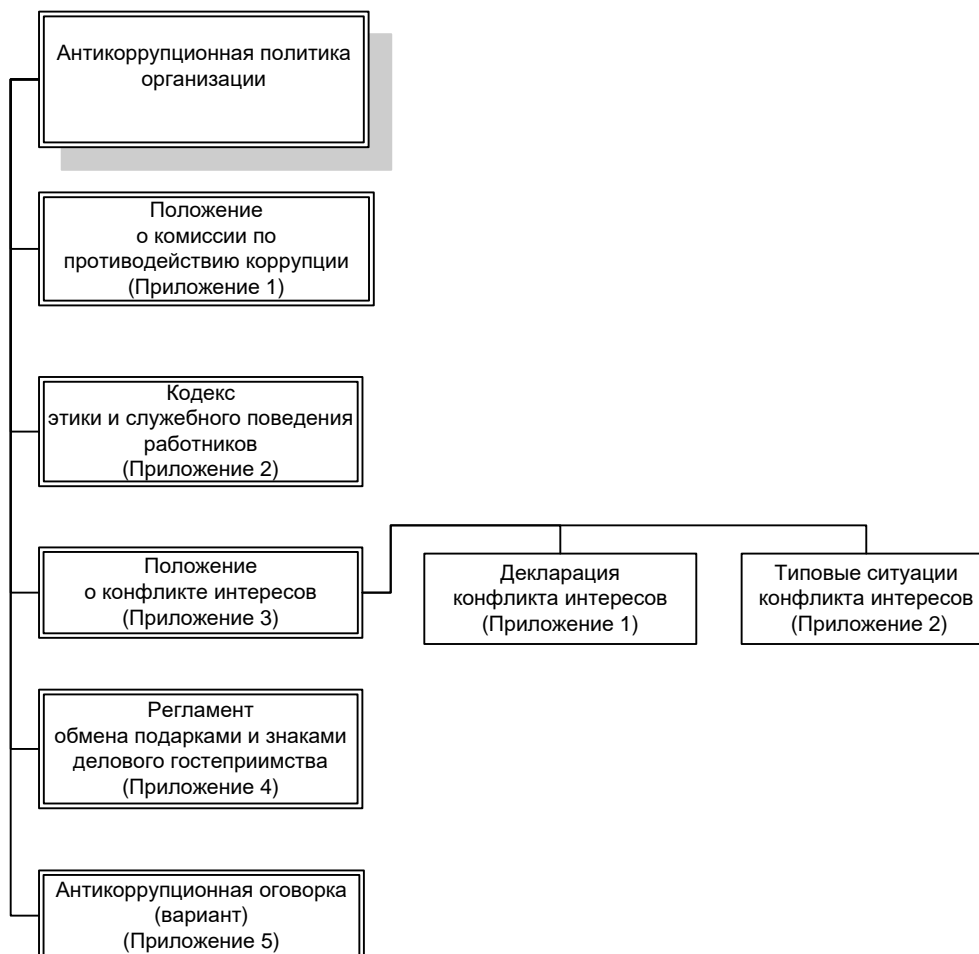 Антикоррупционная политика
организации
Положение
о комиссии по
противодействию коррупции
(Приложение 1)
Кодекс
этики и служебного поведения
работников
(Приложение 2)
Положение
о конфликте интересов
(Приложение 3)
Декларация
конфликта интересов
(Приложение 1)
Типовые ситуации
конфликта интересов
(Приложение 2)
Регламент
обмена подарками и знаками
делового гостеприимства
(Приложение 4)
Антикоррупционная оговорка
(вариант)
(Приложение 5)